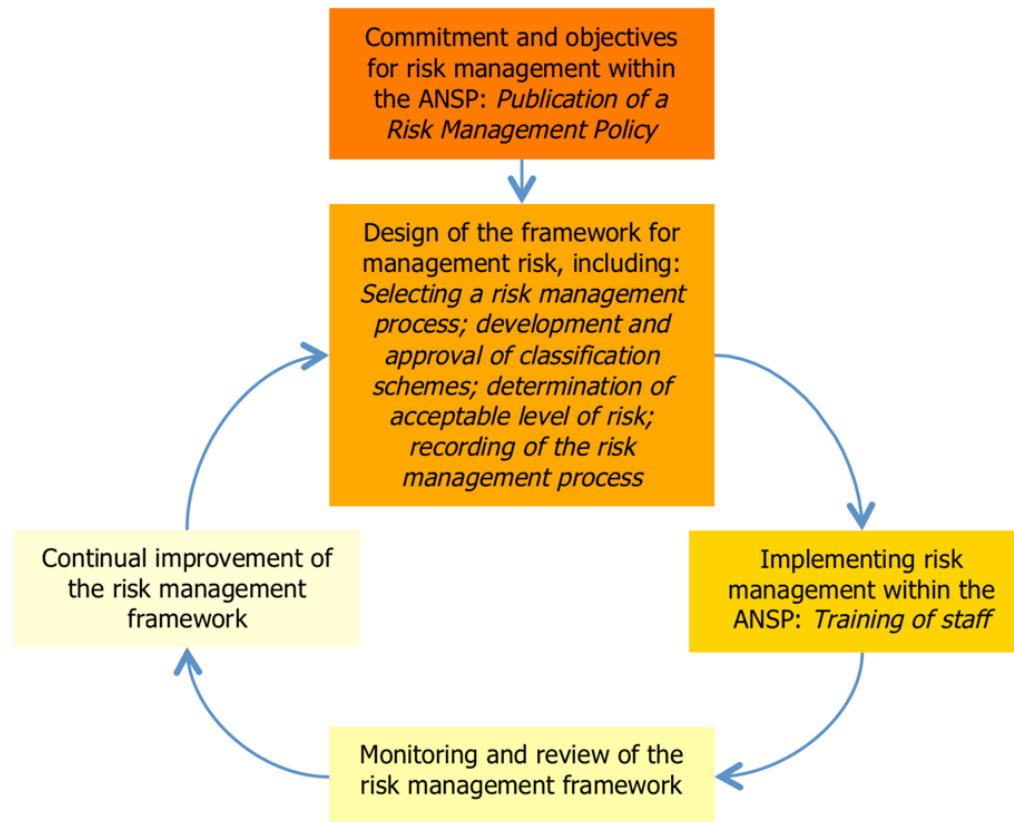 Commitment and objectives
for risk management within
the ANSP: Publication of a
Risk Management Policy
Design of the framework for
management risk, including:
Selecting a risk management
process; development and
approval of classification
schemes; determination of
acceptable level of risk;
recording of the risk
management process
Continual improvement of
the risk management
framework
Implementing risk
management within the
ANSP: Training of staff
Monitoring and review of the
risk management framework